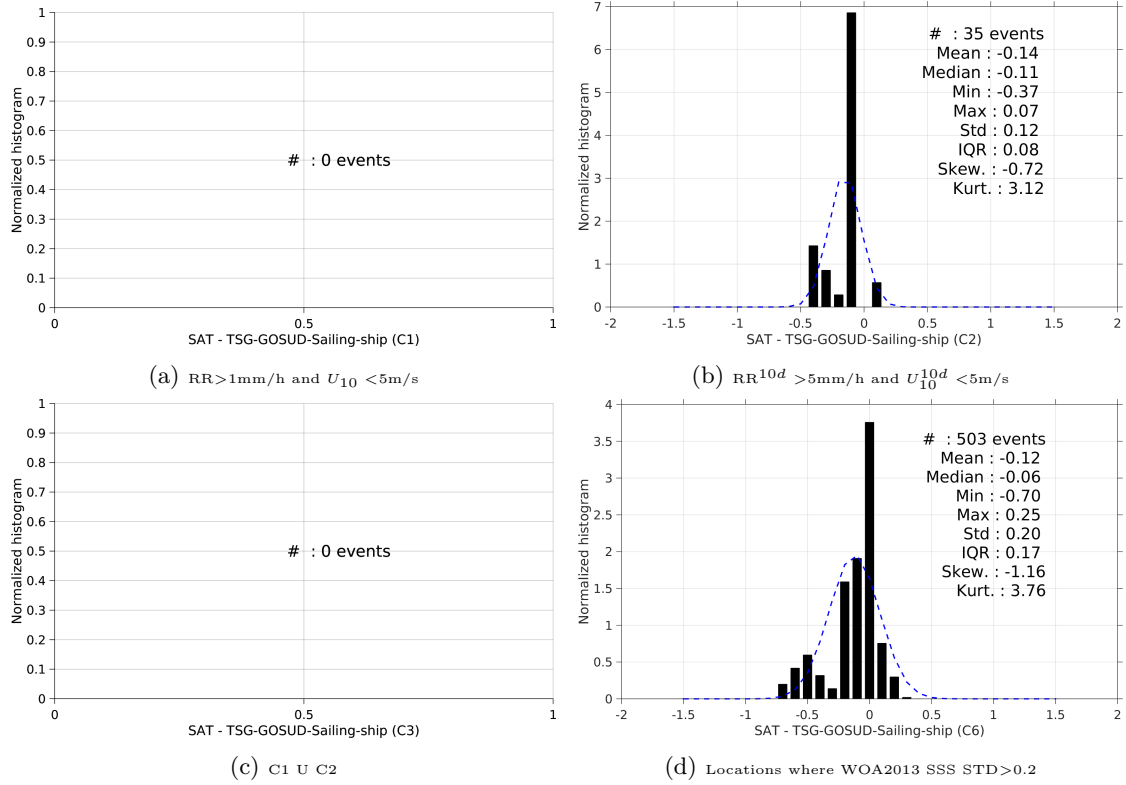 1
0.9
0.8
0.7
0.6
0.5
0.4
0.3
0.2
0.1
0
Normalized histogram
# : 0 events
0 0.5 1
SAT - TSG-GOSUD-Sailing-ship (C1)
(a) RR>1mm/h and U10 <5m/s
7
6
5
4
3
2
1
0
Normalized histogram
# : 35 events
Mean : -0.14
Median : -0.11
Min : -0.37
Max : 0.07
Std : 0.12
IQR : 0.08
Skew. : -0.72
Kurt. : 3.12
-2 -1.5 -1 -0.5 0 0.5 1 1.5 2
SAT - TSG-GOSUD-Sailing-ship (C2)
(b) RR^10d >5mm/h and U10^10d <5m/s
1
0.9
0.8
0.7
0.6
0.5
0.4
0.3
0.2
0.1
0
Normalized histogram
# : 0 events
0 0.5 1
SAT - TSG-GOSUD-Sailing-ship (C3)
(c) C1 U C2
4
3.5
3
2.5
2
1.5
1
0.5
0
Normalized histogram
# : 503 events
Mean : -0.12
Median : -0.06
Min : -0.70
Max : 0.25
Std : 0.20
IQR : 0.17
Skew. : -1.16
Kurt. : 3.76
-2 -1.5 -1 -0.5 0 0.5 1 1.5 2
SAT - TSG-GOSUD-Sailing-ship (C6)
(d) Locations where WOA2013 SSS STD>0.2